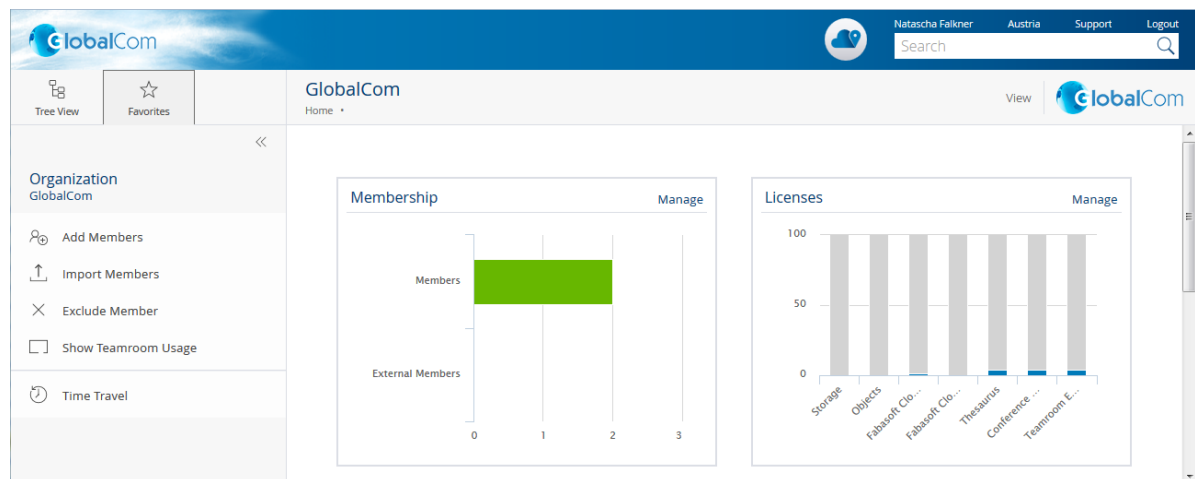 GlobalCom
Natascha Falkner Austria Support Logout
Search
Tree View
Favorites
GlobalCom
Home •
View
GlobalCom
Organization
GlobalCom
Add Members
Import Members
Exclude Member
Show Teamroom Usage
Time Travel
Membership Manage
Members
External Members
0 1 2 3
Licenses Manage
100
50
0
Storage
Objects
Fabasoft Clo...
Fabasoft Clo...
Thesaurus
Conference ...
Teamroom E...